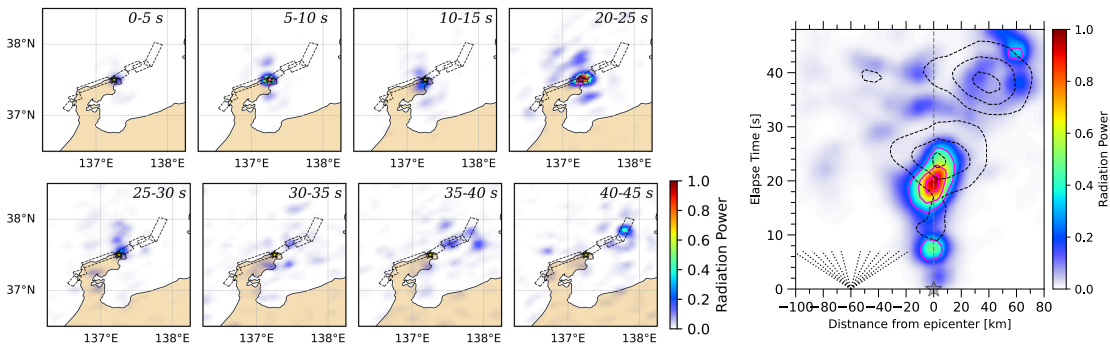 0-5 s
5-10 s
10-15 s
20-25 s
38°N
37°N
137°E 138°E
137°E 138°E
137°E 138°E
137°E 138°E
25-30 s
30-35 s
35-40 s
40-45 s
38°N
37°N
137°E 138°E
137°E 138°E
137°E 138°E
137°E 138°E
1.0
0.8
0.6
0.4
0.2
0.0
Radiation Power
Elapse Time [s]
40
30
20
10
0
−100 −80 −60 −40 −20 0 20 40 60 80
Distnance from epicenter [km]
1.0
0.8
0.6
0.4
0.2
0.0
Radiation Power